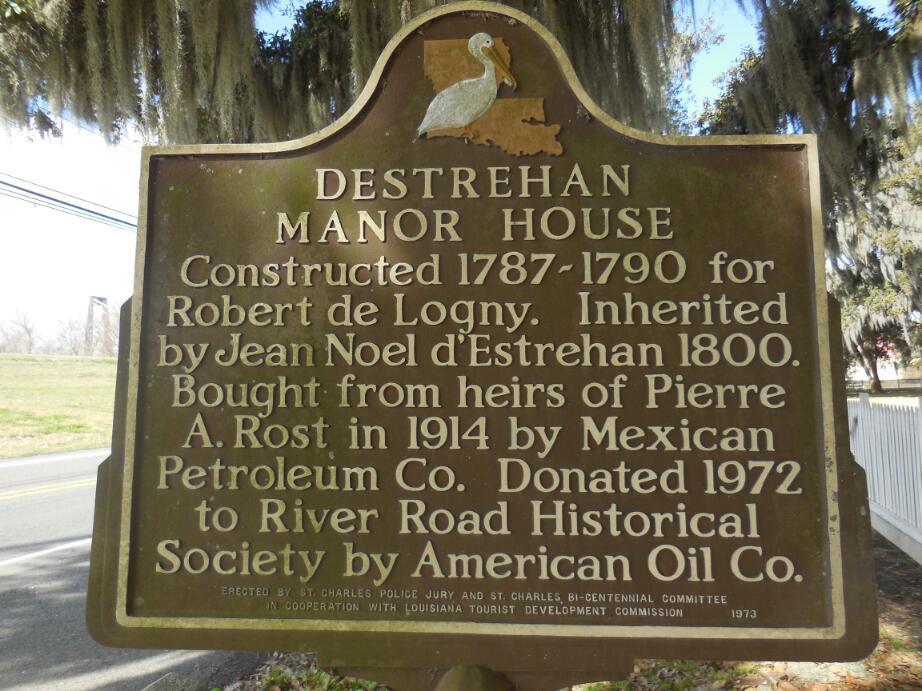 DESTREHAN
MANOR HOUSE
Constructed 1787-1790 for
Robert de Logny. Inherited
by Jean Noel d'Estrehan 1800.
Bought from heirs of Pierre
A. Rost in 1914 by Mexican
Petroleum Co. Donated 1972
to River Road Historical
Society by American Oil Co.
ERECTED BY ST. CHARLES POLICE JURY AND ST. CHARLES, BI-CENTENNIAL COMMITTEE
IN COOPERATION WITH LOUISIANA TOURIST DEVELOPMENT COMMISSION 1973